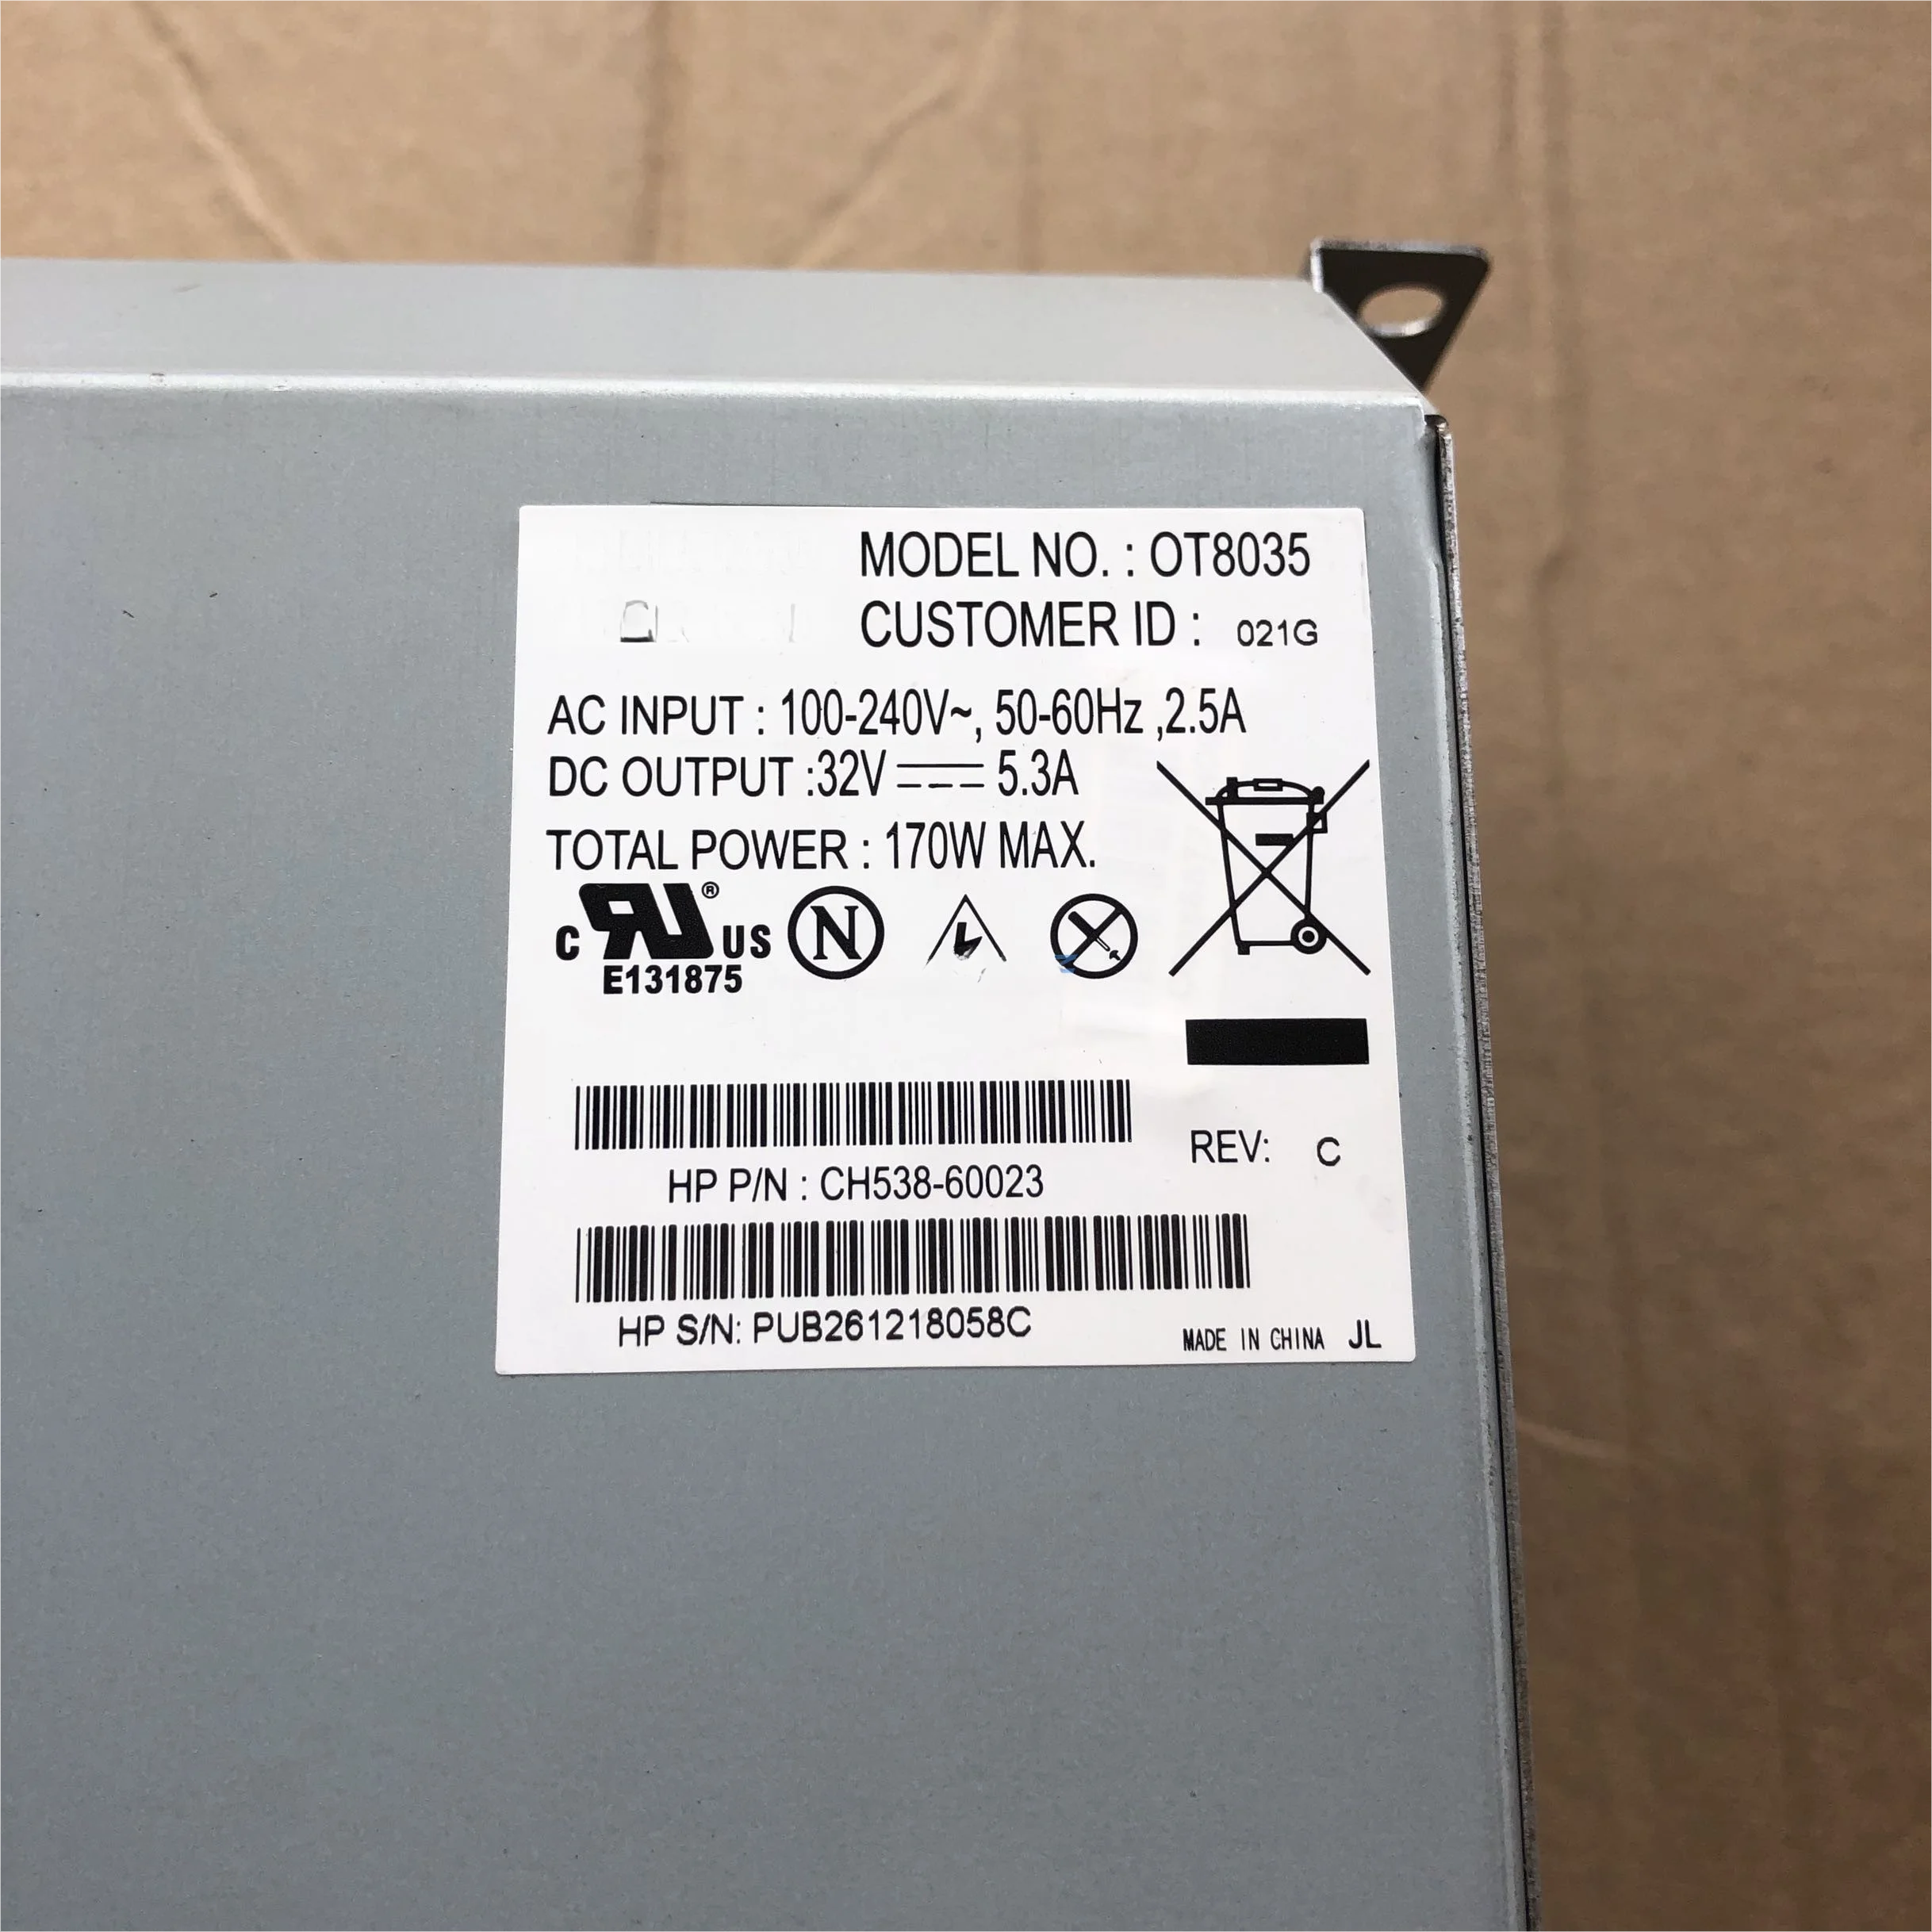 MODEL NO. : OT8035
CUSTOMER ID : 021G
AC INPUT : 100-240V~, 50-60Hz ,2.5A
DC OUTPUT :32V⎓5.3A
TOTAL POWER : 170W MAX.
C RU® US
E131875
N
REV: C
HP P/N : CH538-60023
HP S/N: PUB261218058C
MADE IN CHINA JL